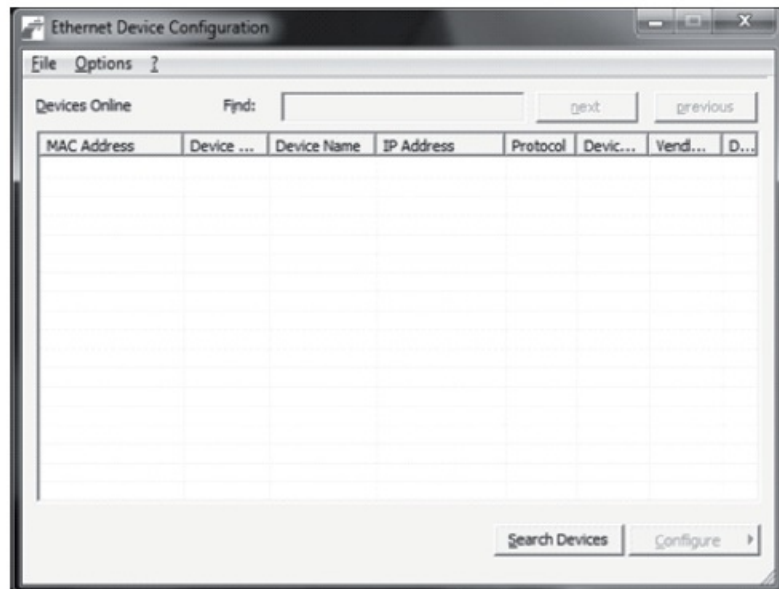 Ethernet Device Configuration
File Options ?
Devices Online Find: next previous
MAC Address Device ... Device Name IP Address Protocol Devic... Vend... D...
Search Devices Configure